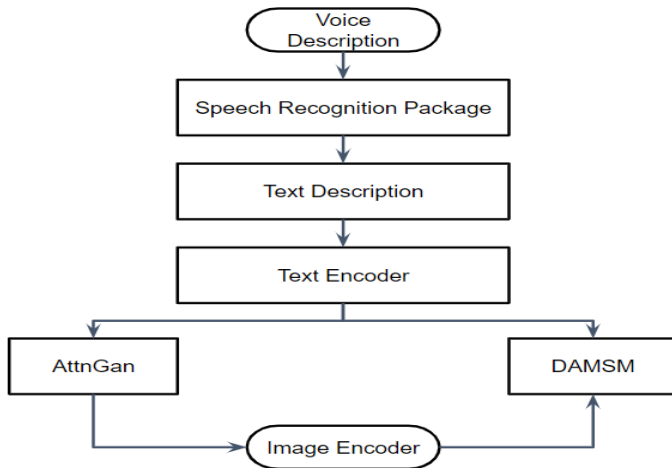 Voice
Description
Speech Recognition Package
Text Description
Text Encoder
AttnGan
DAMSM
Image Encoder